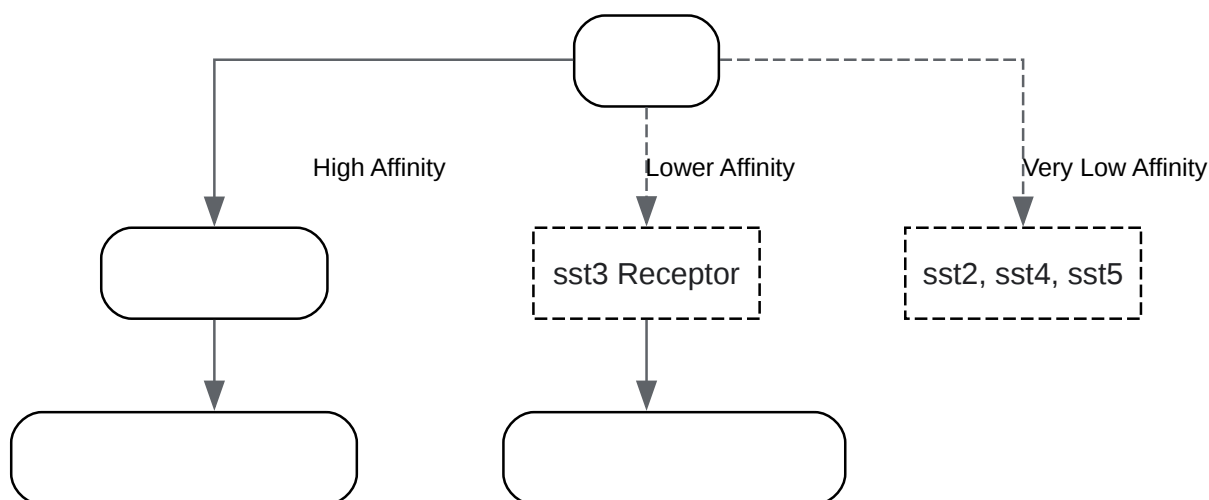 High Affinity
Lower Affinity
Very Low Affinity
sst3 Receptor
sst2, sst4, sst5